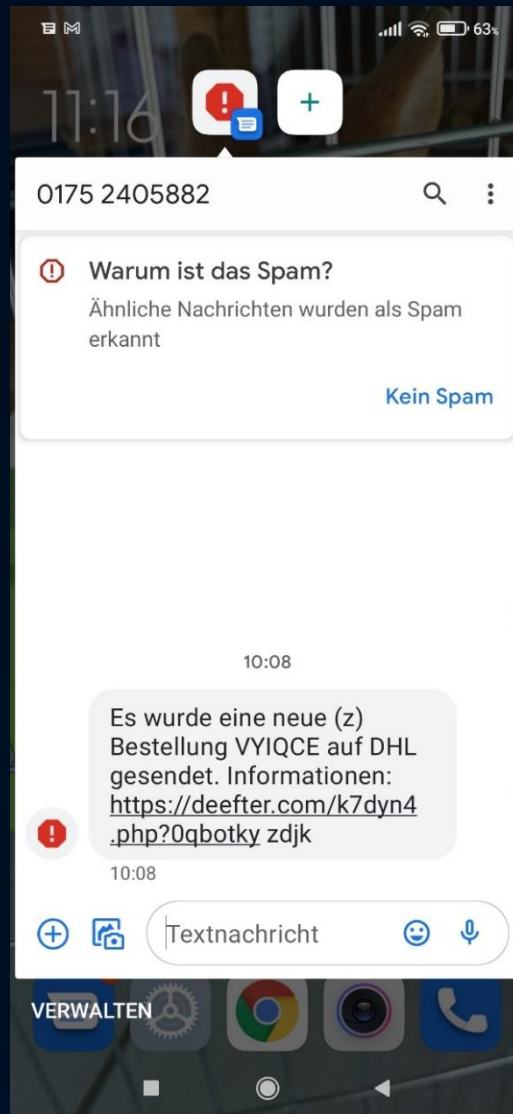 63%
11:16
0175 2405882
Warum ist das Spam?
Ähnliche Nachrichten wurden als Spam
erkannt
Kein Spam
10:08
Es wurde eine neue (z)
Bestellung VYIQCE auf DHL
gesendet. Informationen:
https://deefter.com/k7dyn4
.php?0qbotky zdjk
10:08
Textnachricht
VERWALTEN